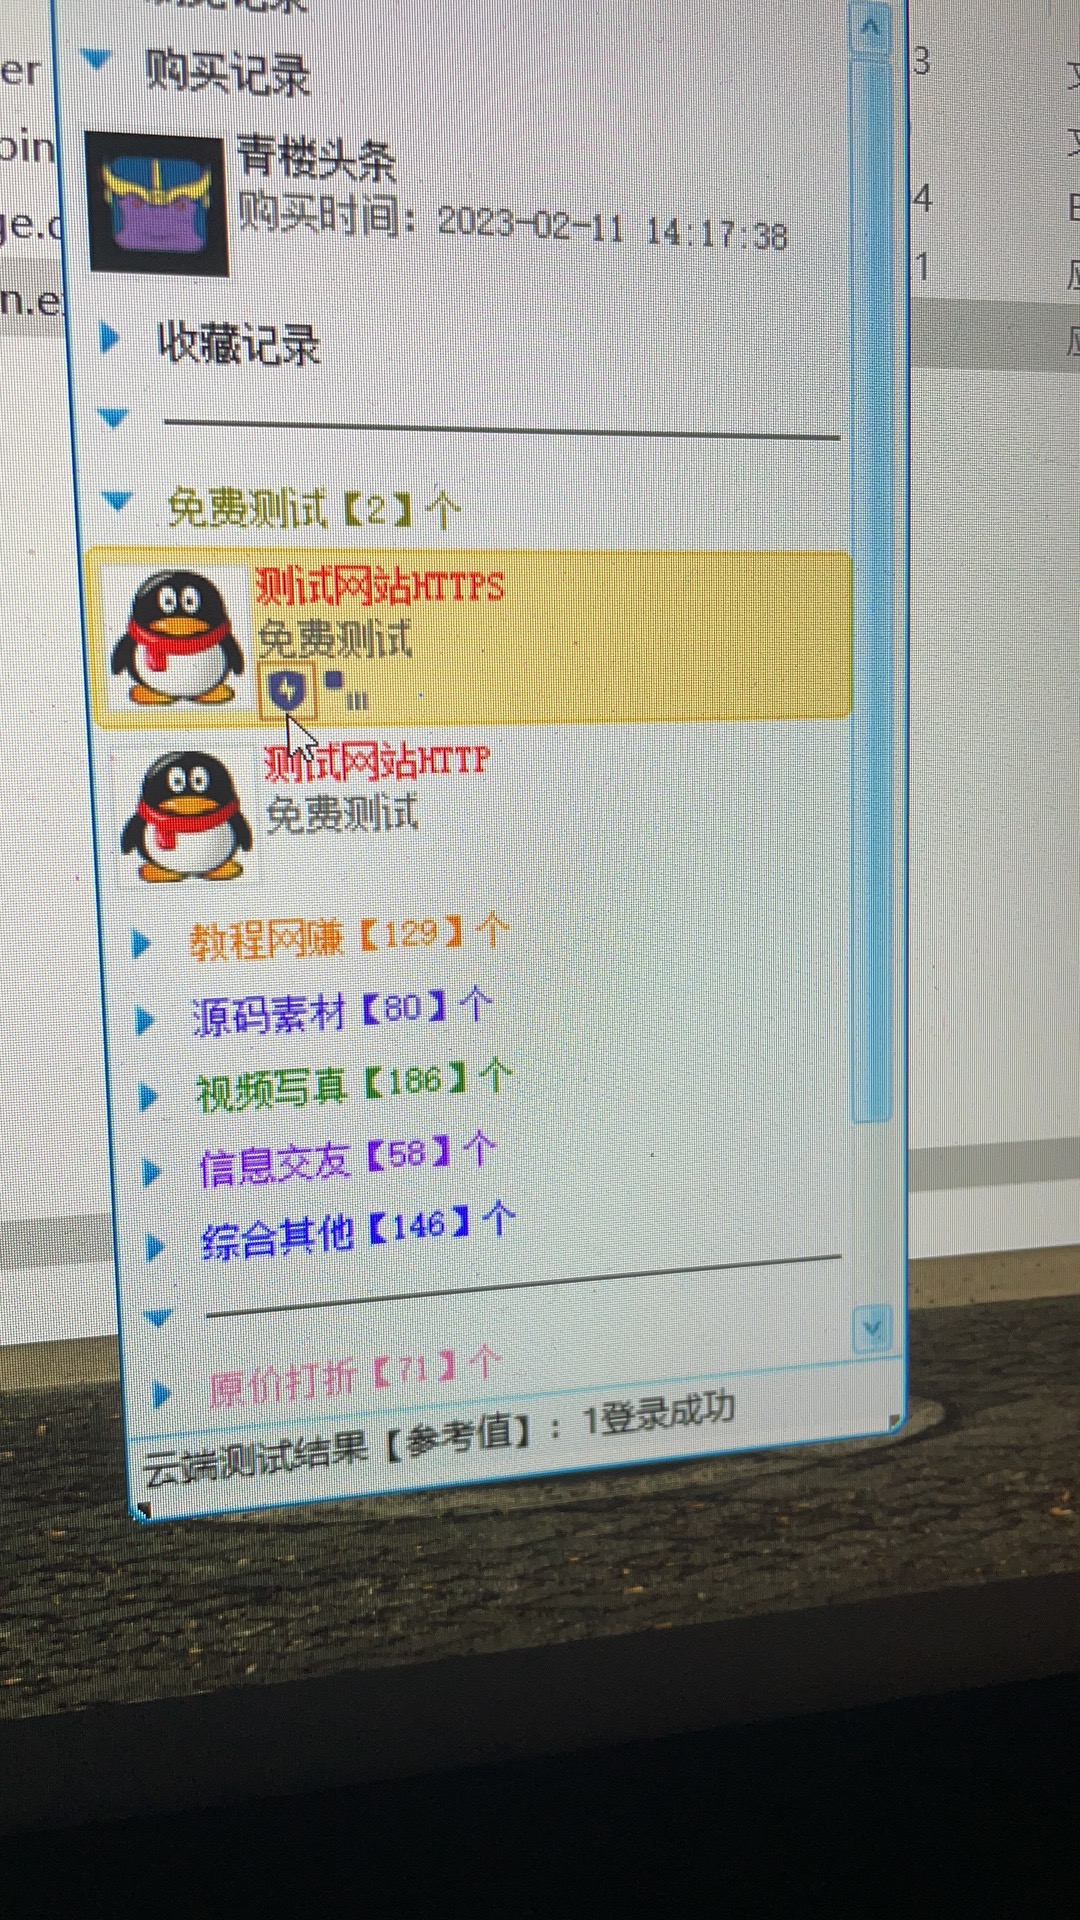 购买记录
青楼头条
购买时间：2023-02-11 14:17:38
收藏记录
免费测试【2】个
测试网站HTTPS
免费测试
测试网站HTTP
免费测试
教程网赚【129】个
源码素材【80】个
视频写真【186】个
信息交友【58】个
综合其他【146】个
原价打折【71】个
云端测试结果【参考值】：1登录成功
er
oin
ge.c
n.e
3
4
1